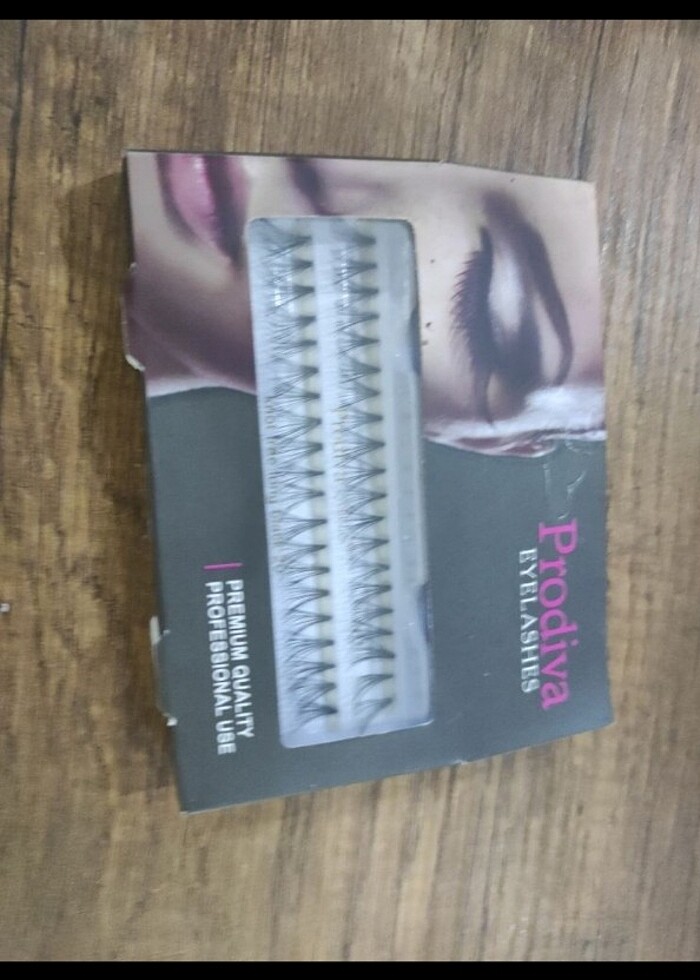 Prodiva
EYELASHES
PREMIUM QUALITY
PROFESSIONAL USE